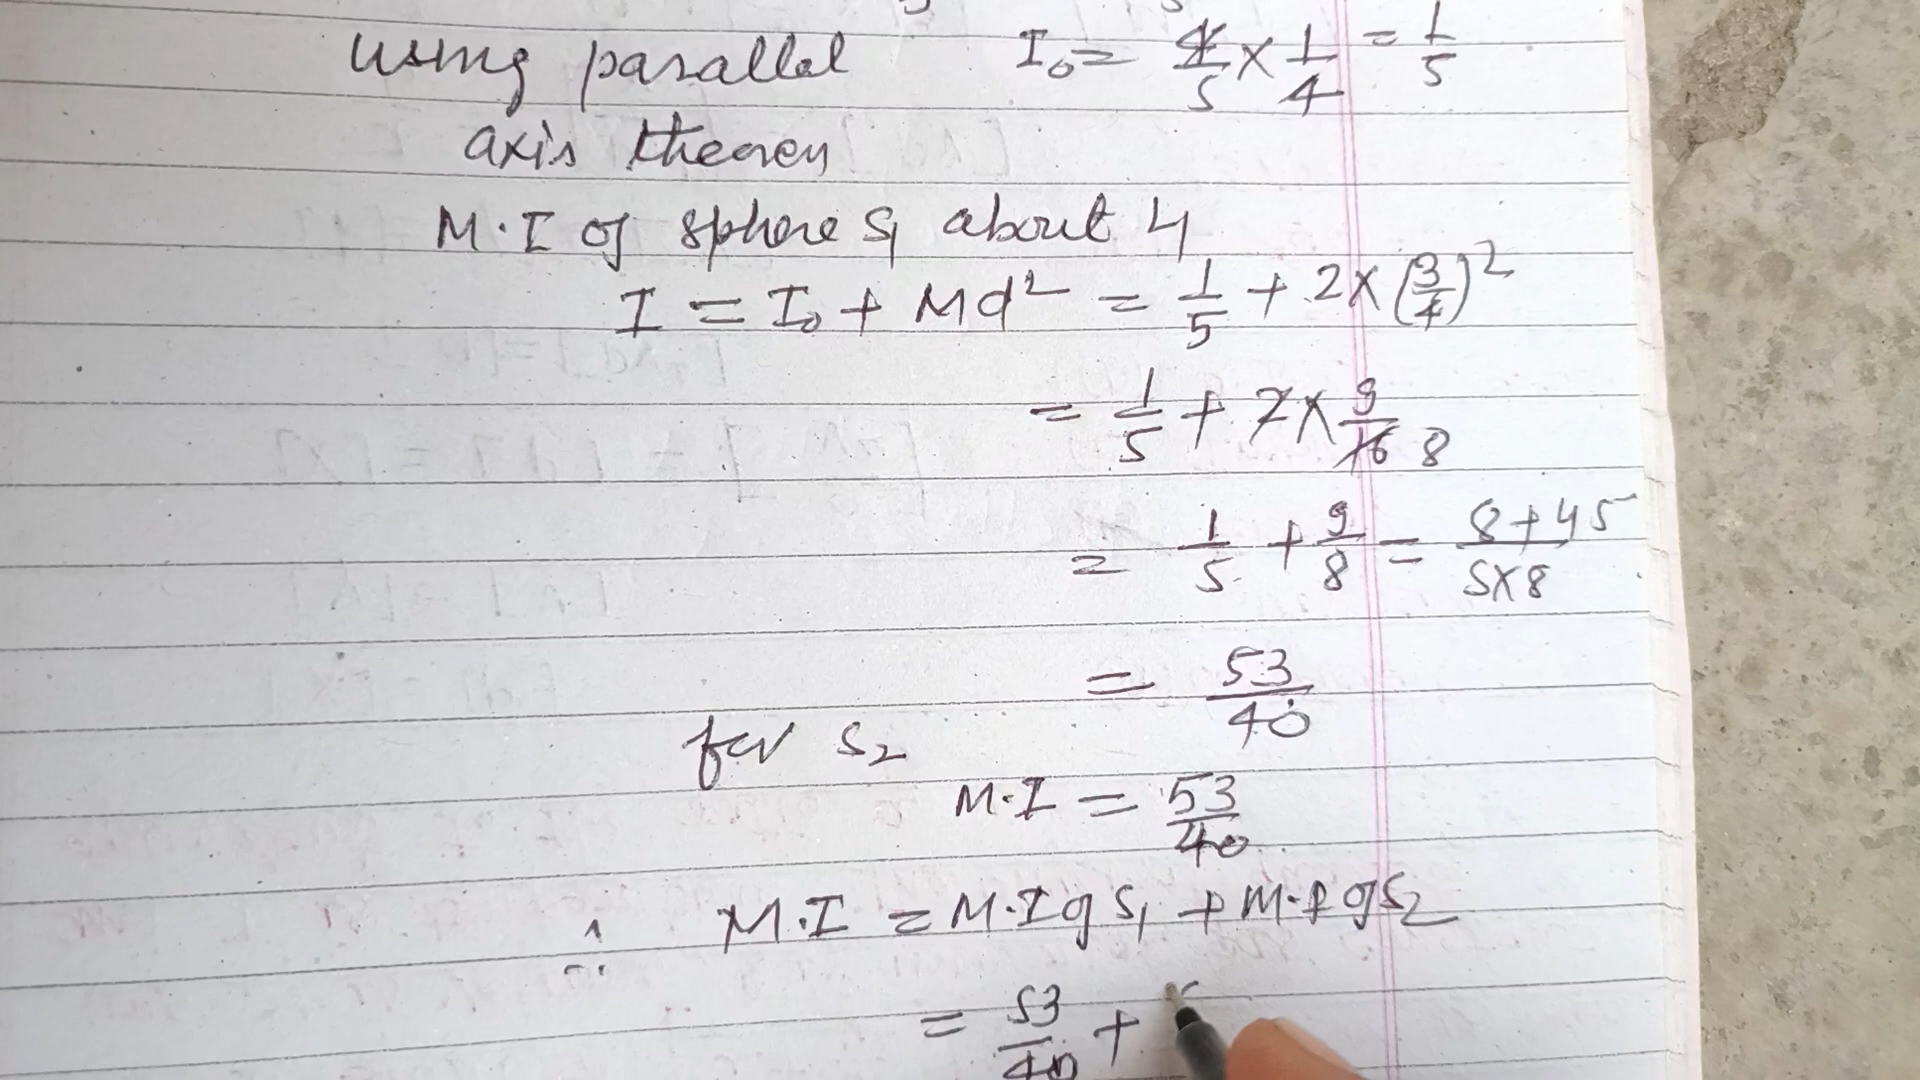 using parallel I₀ = 4/5 × 1/4 = 1/5
axis theorem
M.I of sphere S₁ about 4
I = I₀ + Md² = 1/5 + 2 × (3/4)²
= 1/5 + 2 × 9/16 8
= 1/5 + 9/8 = 8+45/5×8
= 53/40
for S₂
M.I = 53/40
∴ M.I = M.I of S₁ + M.I of S₂
= 53/40 +